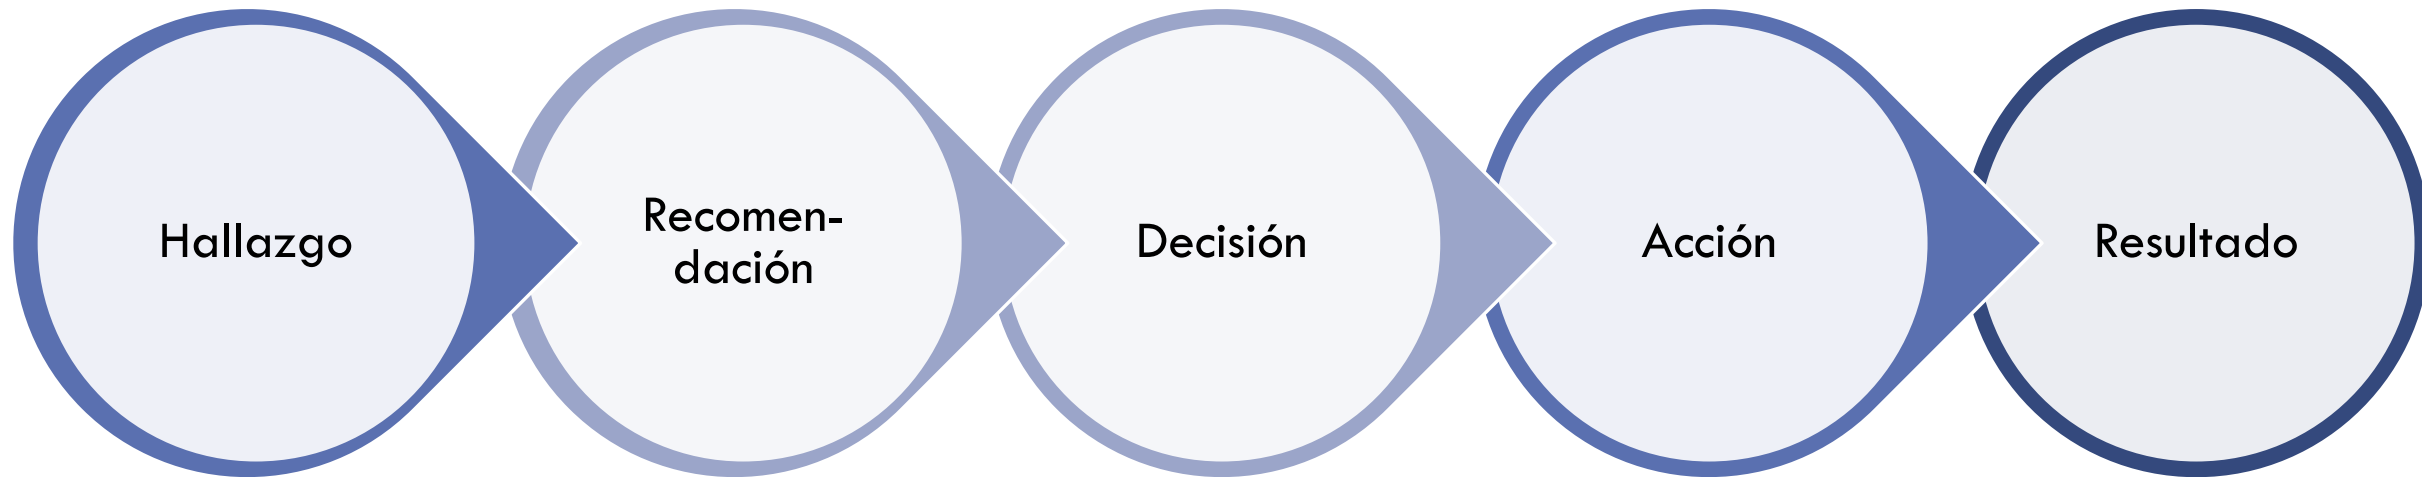 Hallazgo
Recomen-
dación
Decisión
Acción
Resultado